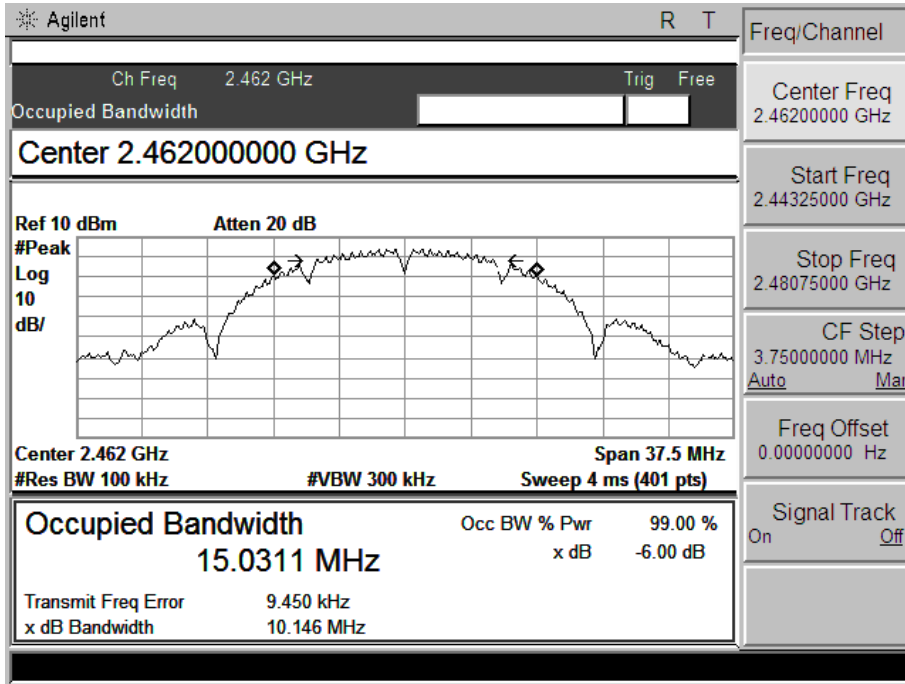 Agilent R T
Freq/Channel
Ch Freq 2.462 GHz Trig Free
Occupied Bandwidth
Center 2.462000000 GHz
Ref 10 dBm Atten 20 dB
#Peak
Log
10
dB/
Center 2.462 GHz Span 37.5 MHz
#Res BW 100 kHz #VBW 300 kHz Sweep 4 ms (401 pts)
Occupied Bandwidth Occ BW % Pwr 99.00 %
15.0311 MHz x dB -6.00 dB
Transmit Freq Error 9.450 kHz
x dB Bandwidth 10.146 MHz
Center Freq
2.46200000 GHz
Start Freq
2.44325000 GHz
Stop Freq
2.48075000 GHz
CF Step
3.75000000 MHz
Auto Man
Freq Offset
0.00000000 Hz
Signal Track
On Off